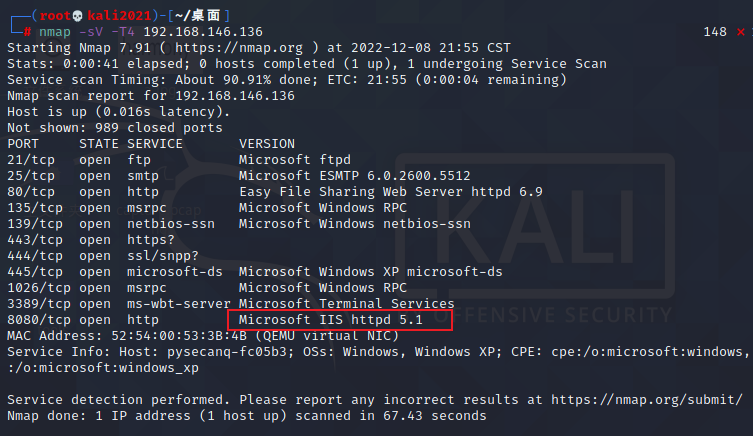 (root💀kali2021)-[~/桌面]
# nmap -sV -T4 192.168.146.136 148 ×
Starting Nmap 7.91 ( https://nmap.org ) at 2022-12-08 21:55 CST
Stats: 0:00:41 elapsed; 0 hosts completed (1 up), 1 undergoing Service Scan
Service scan Timing: About 90.91% done; ETC: 21:55 (0:00:04 remaining)
Nmap scan report for 192.168.146.136
Host is up (0.016s latency).
Not shown: 989 closed ports
PORT STATE SERVICE VERSION
21/tcp open ftp Microsoft ftpd
25/tcp open smtp Microsoft ESMTP 6.0.2600.5512
80/tcp open http Easy File Sharing Web Server httpd 6.9
135/tcp open msrpc Microsoft Windows RPC
139/tcp open netbios-ssn Microsoft Windows netbios-ssn
443/tcp open https?
444/tcp open ssl/snpp?
445/tcp open microsoft-ds Microsoft Windows XP microsoft-ds
1026/tcp open msrpc Microsoft Windows RPC
3389/tcp open ms-wbt-server Microsoft Terminal Services
8080/tcp open http Microsoft IIS httpd 5.1
MAC Address: 52:54:00:53:3B:4B (QEMU virtual NIC)
Service Info: Host: pysecanq-fc05b3; OSs: Windows, Windows XP; CPE: cpe:/o:microsoft:windows,
:/o:microsoft:windows_xp
Service detection performed. Please report any incorrect results at https://nmap.org/submit/
Nmap done: 1 IP address (1 host up) scanned in 67.43 seconds
KALI
OFFENSIVE SECURITY